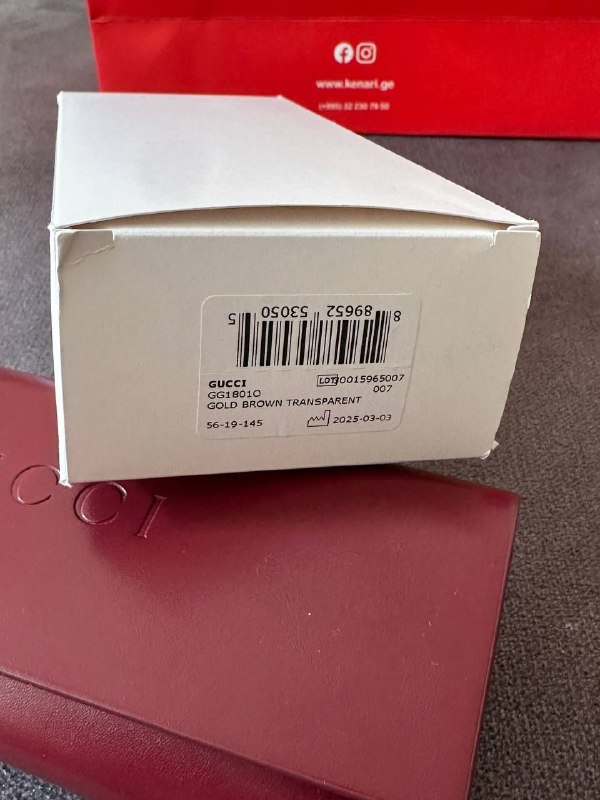 www.kenari.ge
(+995) 32 230 79 50
8 89652 53050 5
GUCCI
LOT 0015965007
GG1801O
007
GOLD BROWN TRANSPARENT
56-19-145
2025-03-03
CCI